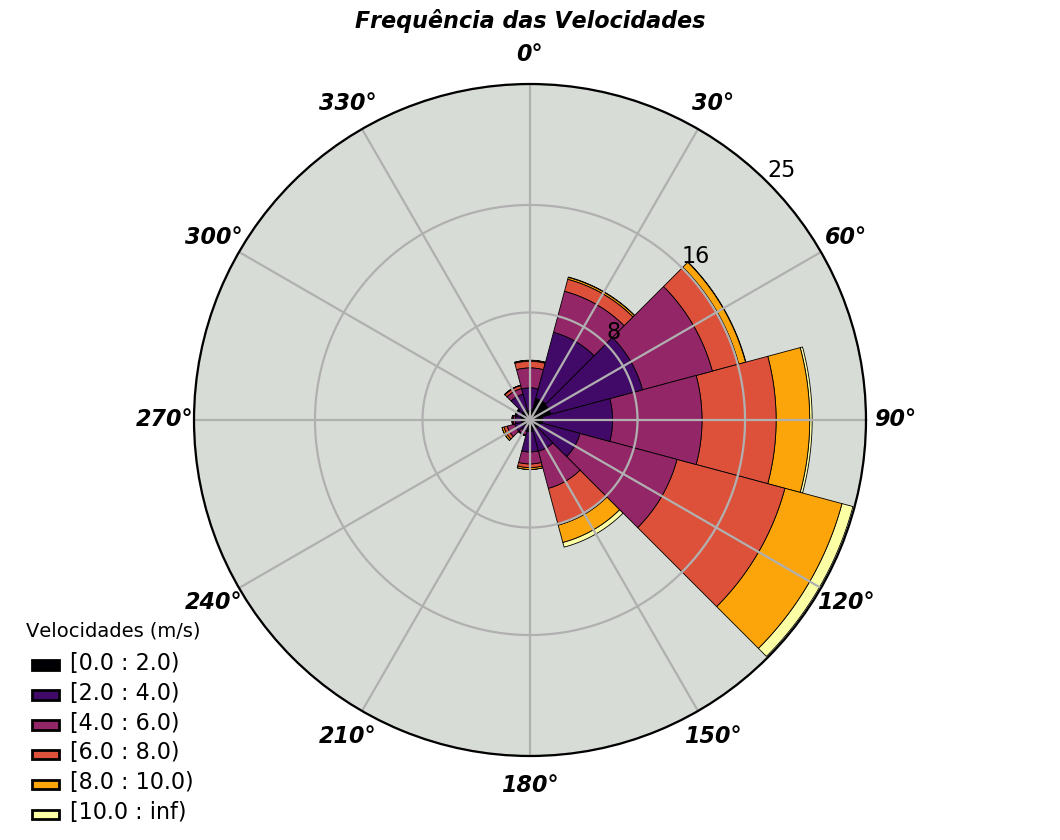 Frequência das Velocidades
0°
330°
30°
25
300°
60°
16
8
270°
90°
240°
120°
210°
150°
180°
Velocidades (m/s)
[0.0 : 2.0)
[2.0 : 4.0)
[4.0 : 6.0)
[6.0 : 8.0)
[8.0 : 10.0)
[10.0 : inf)